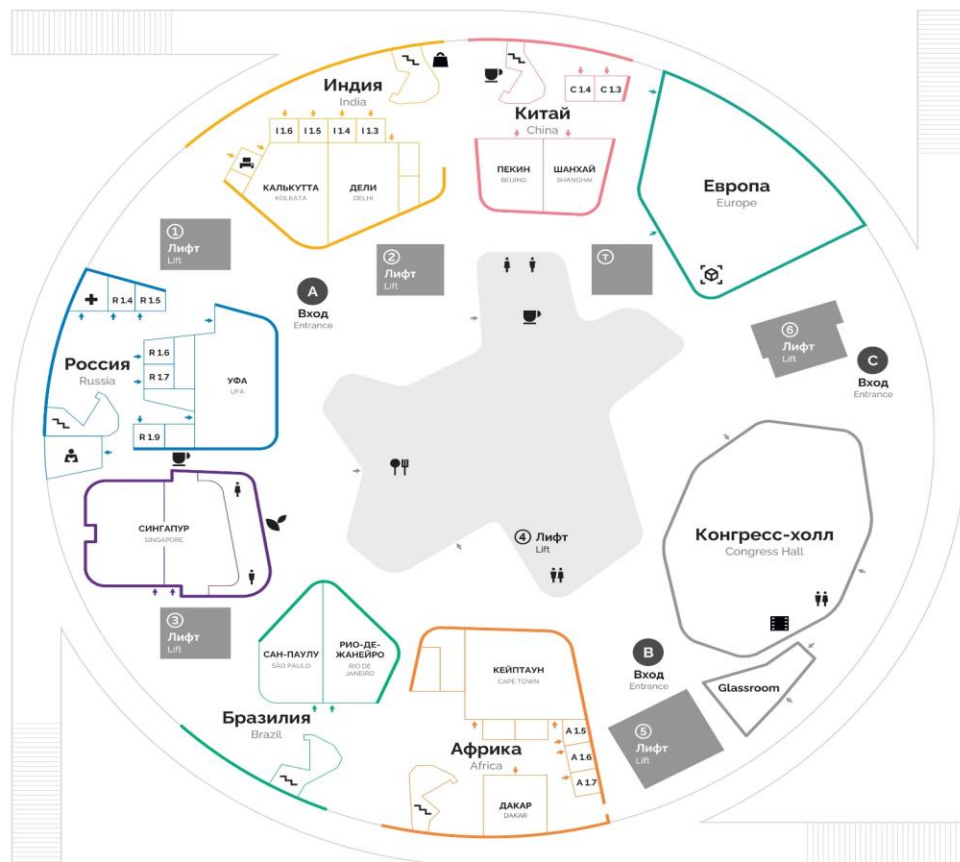 Индия
India
I 1.6
I 1.5
I 1.4
I 1.3
КАЛЬКУТТА
KOLKATA
ДЕЛИ
DELHI
Китай
China
C 1.4
C 1.3
ПЕКИН
BEIJING
ШАНХАЙ
SHANGHAI
Европа
Europe
1
Лифт
Lift
2
Лифт
Lift
T
A
Вход
Entrance
6
Лифт
Lift
C
Вход
Entrance
R 1.4
R 1.5
R 1.6
R 1.7
Россия
Russia
УФА
UFA
R 1.9
СИНГАПУР
SINGAPORE
4 Лифт
Lift
Конгресс-холл
Congress Hall
3
Лифт
Lift
САН-ПАУЛУ
SÃO PAULO
РИО-ДЕ-
ЖАНЕЙРО
RIO DE
JANEIRO
Бразилия
Brazil
КЕЙПТАУН
CAPE TOWN
Африка
Africa
A 1.5
A 1.6
A 1.7
ДАКАР
DAKAR
B
Вход
Entrance
5
Лифт
Lift
Glassroom